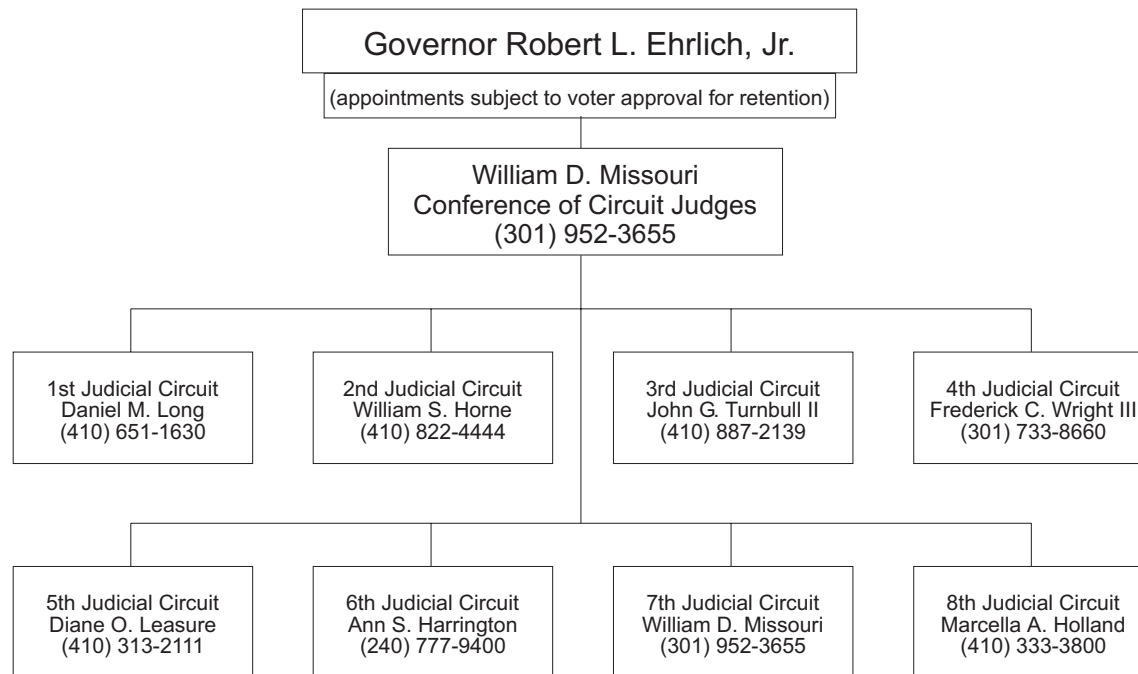 Governor Robert L. Ehrlich, Jr.
(appointments subject to voter approval for retention)
William D. Missouri
Conference of Circuit Judges
(301) 952-3655
1st Judicial Circuit
Daniel M. Long
(410) 651-1630
2nd Judicial Circuit
William S. Horne
(410) 822-4444
3rd Judicial Circuit
John G. Turnbull II
(410) 887-2139
4th Judicial Circuit
Frederick C. Wright III
(301) 733-8660
5th Judicial Circuit
Diane O. Leasure
(410) 313-2111
6th Judicial Circuit
Ann S. Harrington
(240) 777-9400
7th Judicial Circuit
William D. Missouri
(301) 952-3655
8th Judicial Circuit
Marcella A. Holland
(410) 333-3800